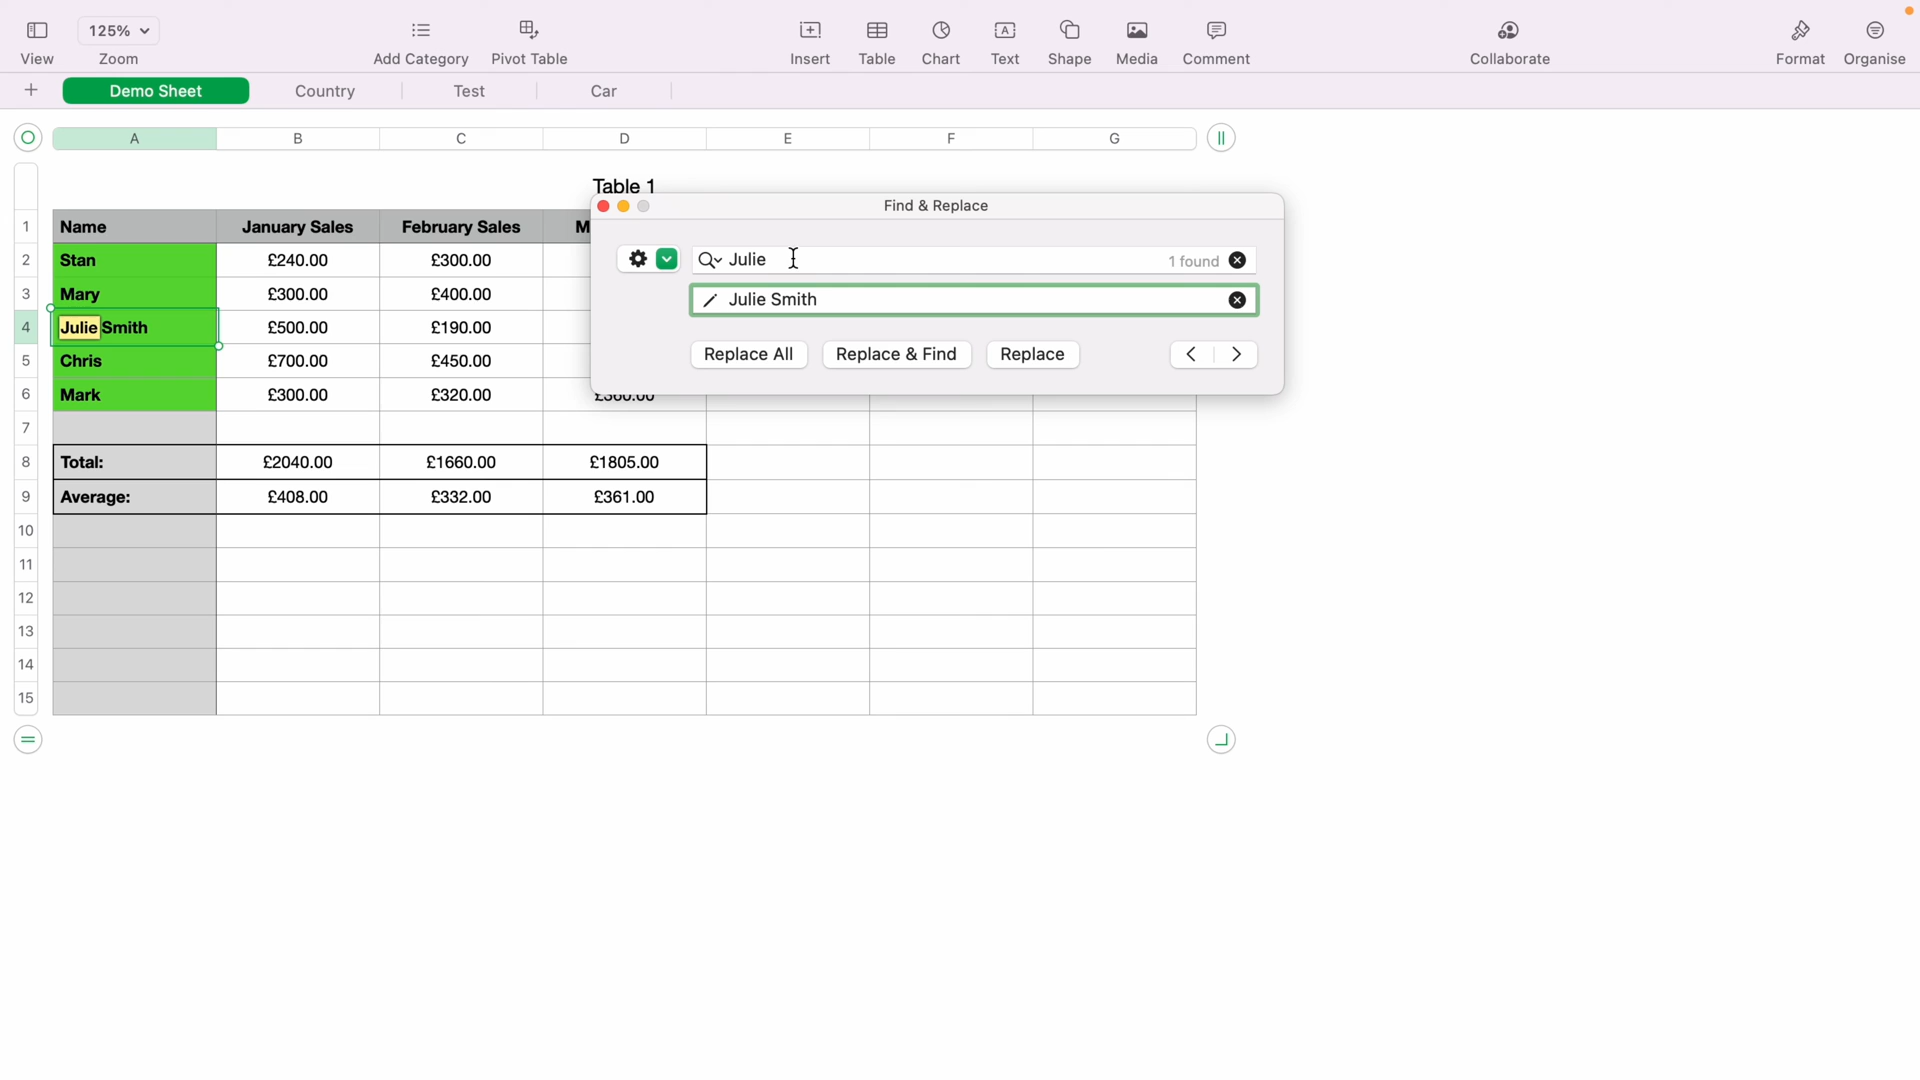 125%
View Zoom Add Category Pivot Table Insert Table Chart Text Shape Media Comment Collaborate Format Organise
+ Demo Sheet Country Test Car
A B C D E F G
Table 1
Find & Replace
1 Name January Sales February Sales M
2 Stan £240.00 £300.00
3 Mary £300.00 £400.00
4 Julie Smith £500.00 £190.00
5 Chris £700.00 £450.00
6 Mark £300.00 £320.00 £360.00
7
8 Total: £2040.00 £1660.00 £1805.00
9 Average: £408.00 £332.00 £361.00
10
11
12
13
14
15
Julie 1 found
Julie Smith
Replace All Replace & Find Replace